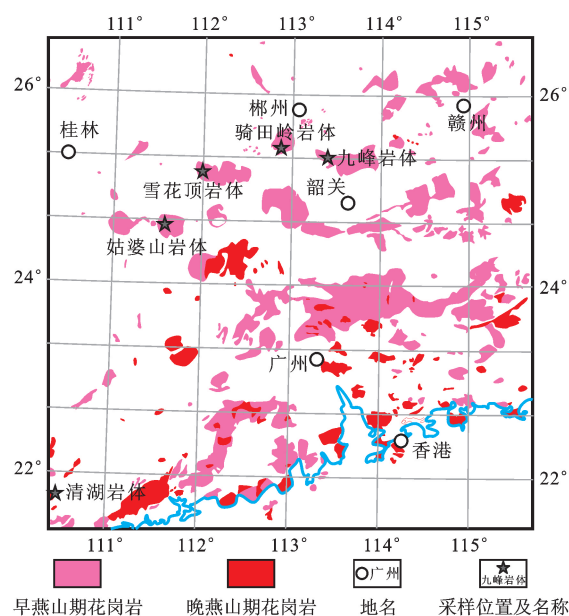 111° 112° 113° 114° 115°
26° 26°
郴州
赣州
桂林
骑田岭岩体
九峰岩体
雪花顶岩体
韶关
姑婆山岩体
24° 24°
广州
香港
22° 22°
清湖岩体
111° 112° 113° 114° 115°
广州 九峰岩体
早燕山期花岗岩 晚燕山期花岗岩 地名 采样位置及名称